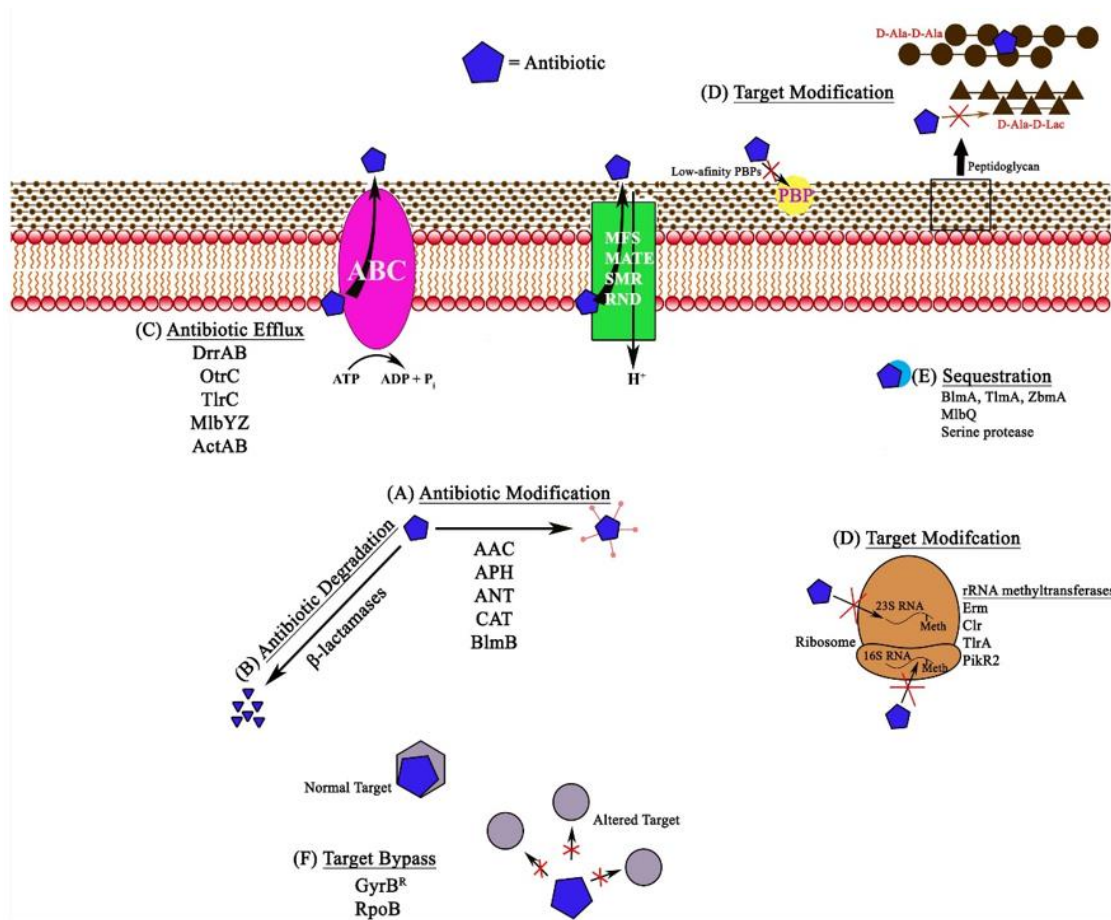 = Antibiotic
D-Ala-D-Ala
(D) Target Modification
D-Ala-D-Lac
Low-afinity PBPs
Peptidoglycan
PBP
ABC
MFS
MATE
SMR
RND
(C) Antibiotic Efflux
DrrAB
OtrC
TlrC
MlbYZ
ActAB
ATP
ADP + Pi
H⁺
(E) Sequestration
BlmA, TlmA, ZbmA
MlbQ
Serine protease
(A) Antibiotic Modification
AAC
APH
ANT
CAT
BlmB
(B) Antibiotic Degradation
β-lactamases
(D) Target Modifcation
rRNA methyltransferases
Erm
Clr
TlrA
PikR2
23S RNA
Meth
Ribosome
16S RNA
Meth
Normal Target
Altered Target
(F) Target Bypass
GyrBᴿ
RpoB